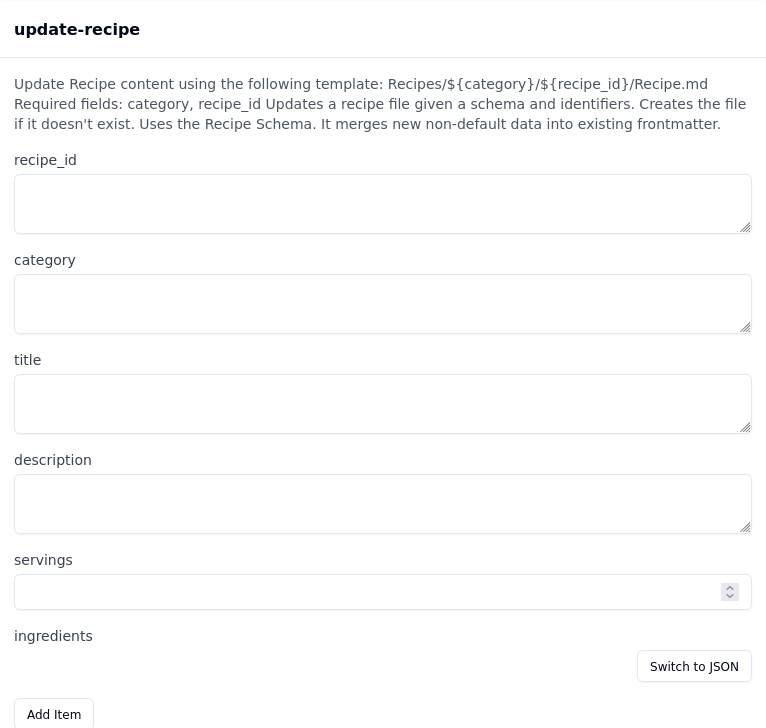 update-recipe
Update Recipe content using the following template: Recipes/${category}/${recipe_id}/Recipe.md
Required fields: category, recipe_id Updates a recipe file given a schema and identifiers. Creates the file
if it doesn't exist. Uses the Recipe Schema. It merges new non-default data into existing frontmatter.
recipe_id
category
title
description
servings
ingredients
Switch to JSON
Add Item